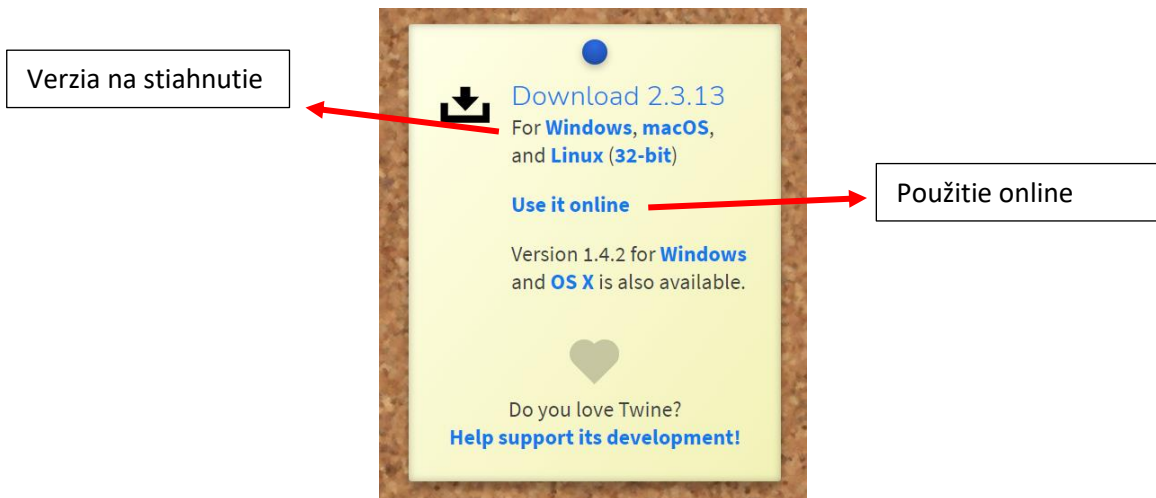 Verzia na stiahnutie
Download 2.3.13
For Windows, macOS,
and Linux (32-bit)
Use it online
Použitie online
Version 1.4.2 for Windows
and OS X is also available.
Do you love Twine?
Help support its development!